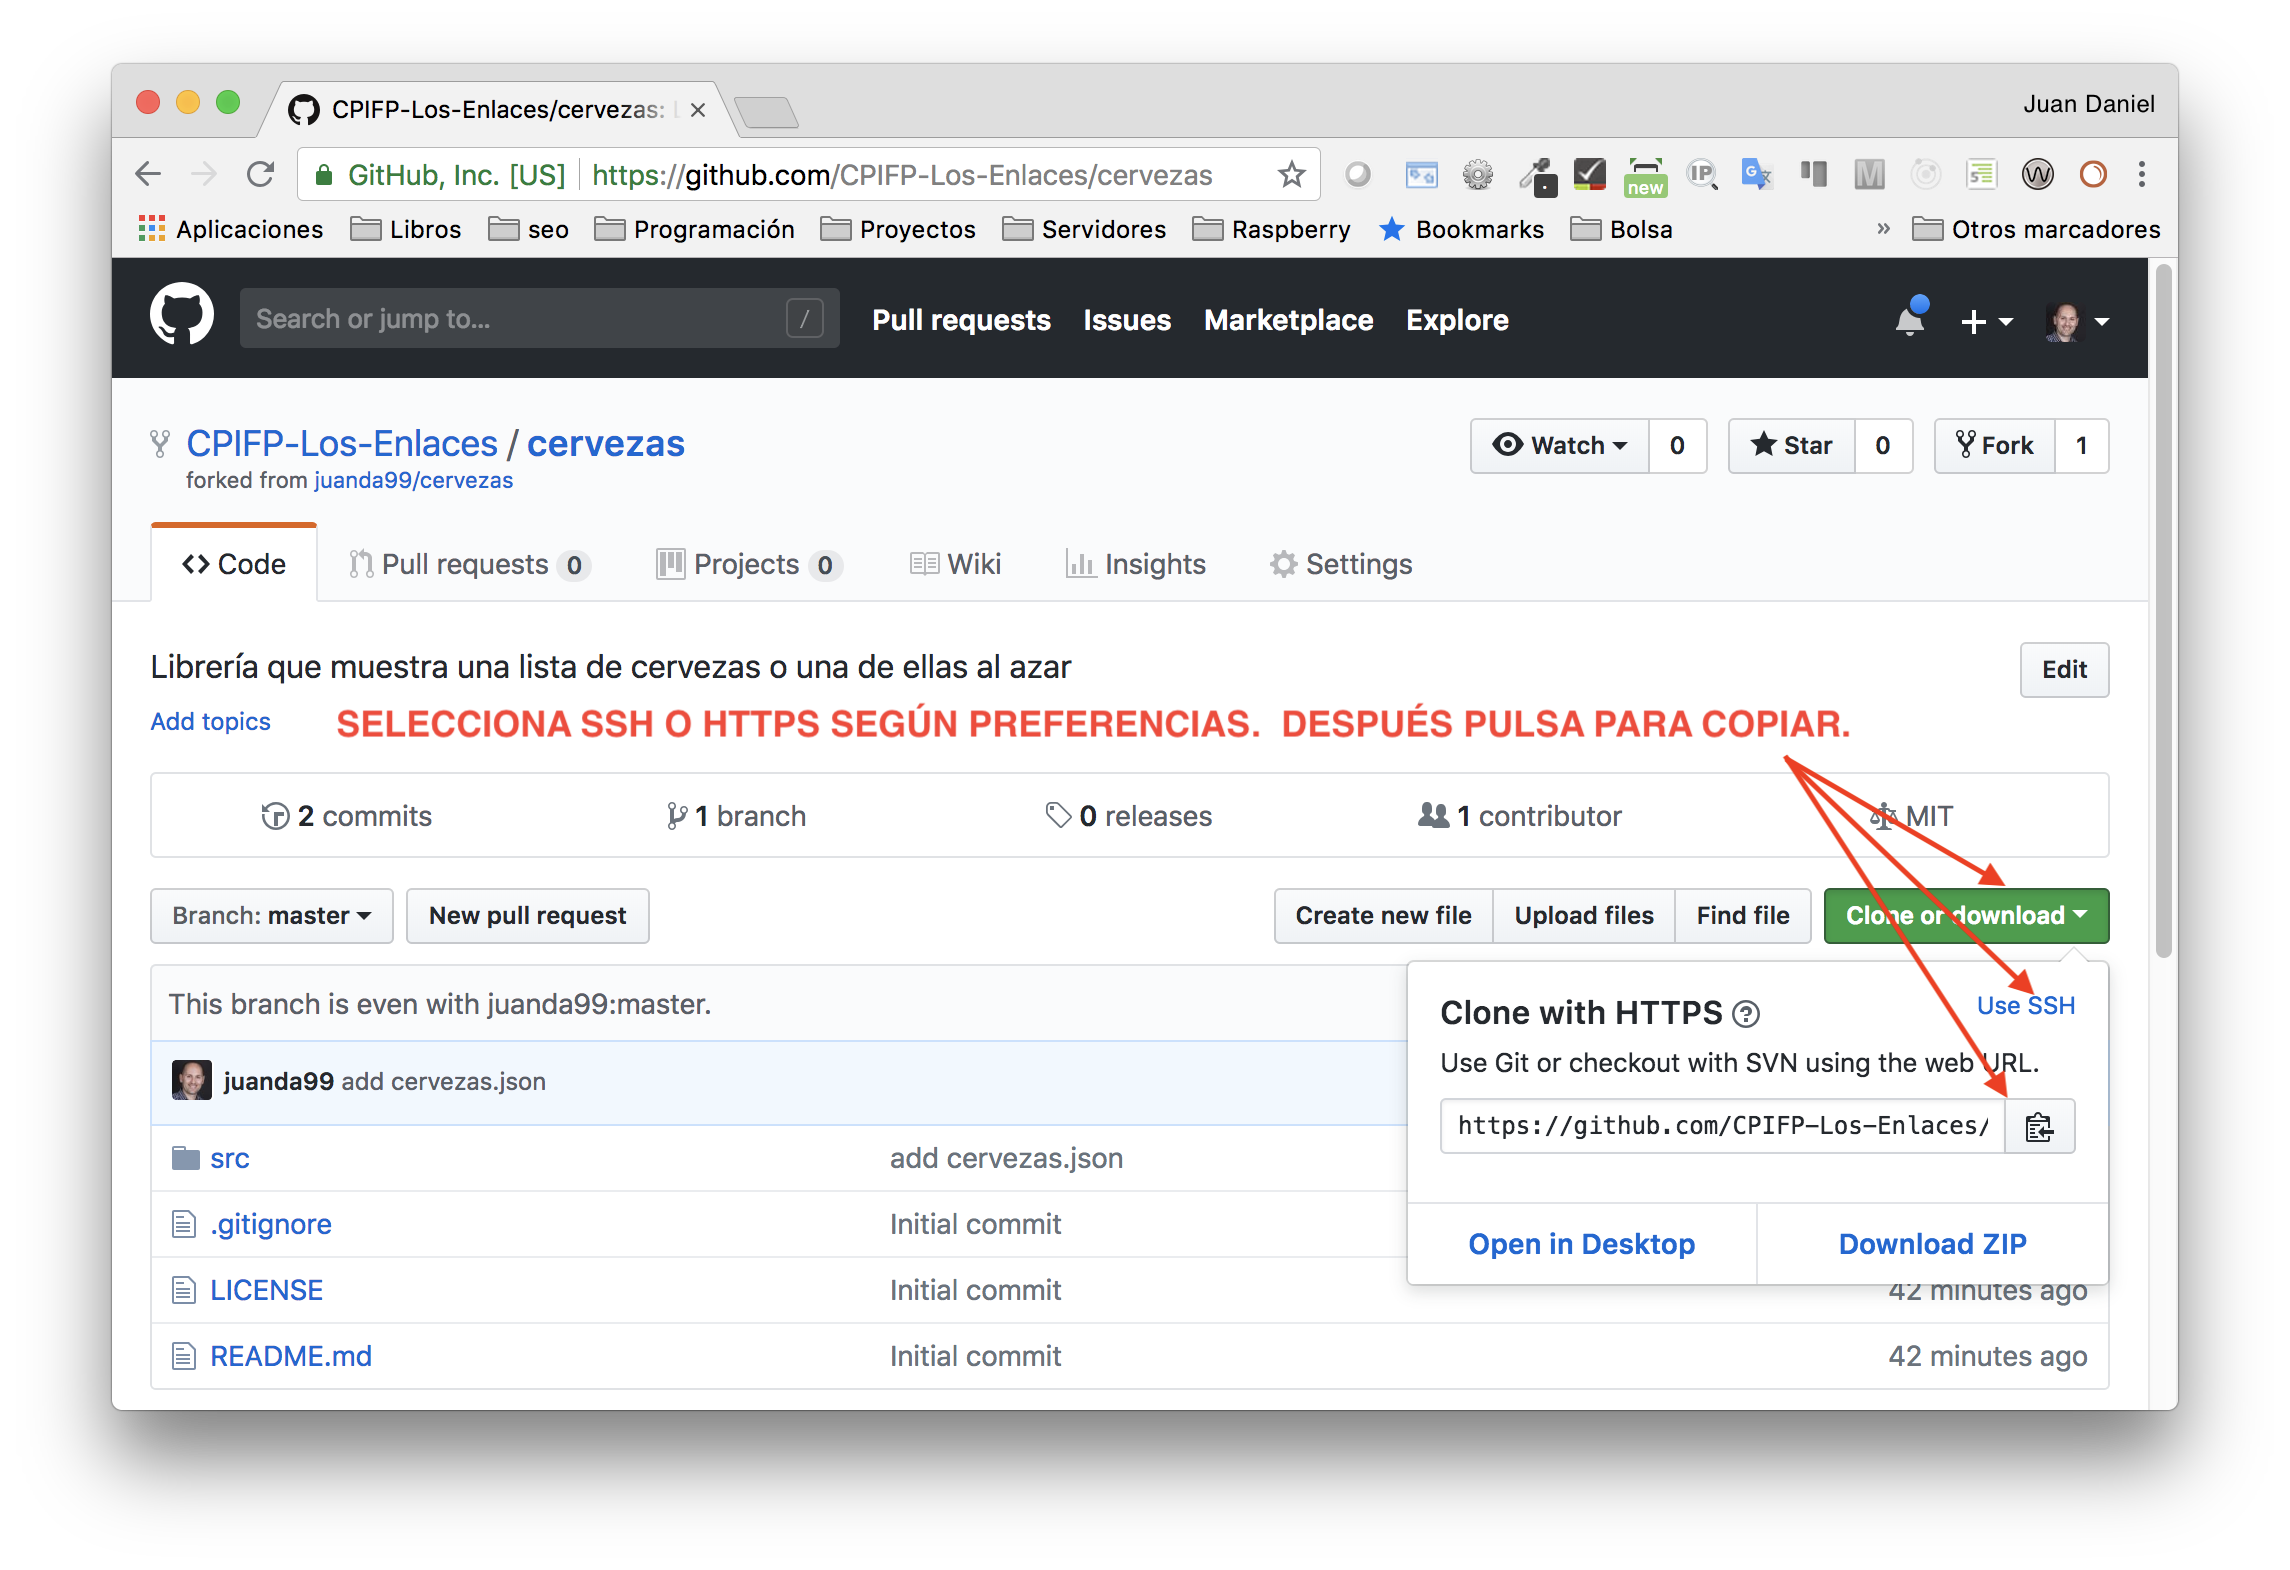 CPIFP-Los-Enlaces/cervezas:
Juan Daniel
GitHub, Inc. [US] https://github.com/CPIFP-Los-Enlaces/cervezas
new IP G M S W
Aplicaciones Libros seo Programación Proyectos Servidores Raspberry Bookmarks Bolsa » Otros marcadores
Search or jump to... /
Pull requests Issues Marketplace Explore
CPIFP-Los-Enlaces / cervezas
forked from juanda99/cervezas
Watch 0 Star 0 Fork 1
Code Pull requests 0 Projects 0 Wiki Insights Settings
Librería que muestra una lista de cervezas o una de ellas al azar
Edit
Add topics
SELECCIONA SSH O HTTPS SEGÚN PREFERENCIAS. DESPUÉS PULSA PARA COPIAR.
2 commits 1 branch 0 releases 1 contributor MIT
Branch: master New pull request Create new file Upload files Find file Clone or download
This branch is even with juanda99:master.
juanda99 add cervezas.json
src add cervezas.json
.gitignore Initial commit
LICENSE Initial commit 42 minutes ago
README.md Initial commit 42 minutes ago
Clone with HTTPS ?
Use SSH
Use Git or checkout with SVN using the web URL.
https://github.com/CPIFP-Los-Enlaces/
Open in Desktop Download ZIP